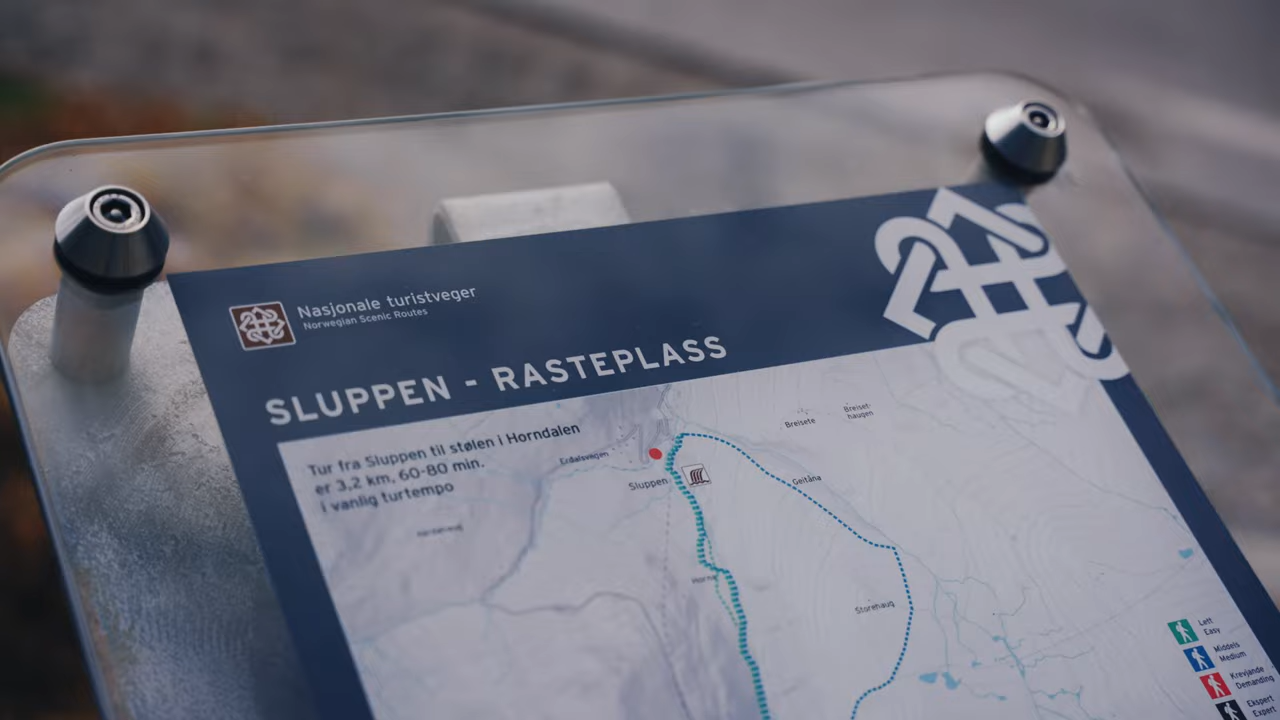 Nasjonale turistveger
Norwegian Scenic Routes
SLUPPEN - RASTEPLASS
Tur fra Sluppen til stølen i Horndalen
er 3,2 km, 60-80 min.
i vanlig turtempo
Erdalsvegen
Sluppen
Breisete
Breiset-
haugen
Geitåna
Storehaug
Lett
Easy
Middels
Medium
Krevjande
Demanding
Ekspert
Expert